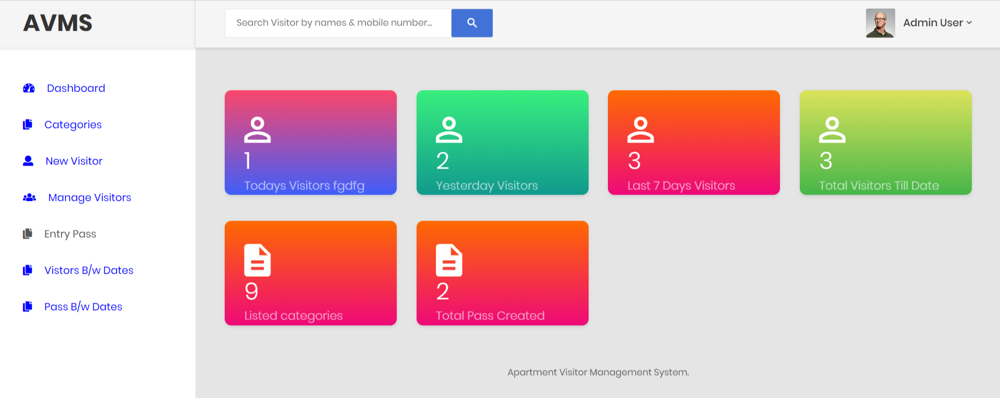 AVMS
Search Visitor by names & mobile number...
Admin User
Dashboard
Categories
New Visitor
Manage Visitors
Entry Pass
Vistors B/w Dates
Pass B/w Dates
1
Todays Visitors fgdfg
2
Yesterday Visitors
3
Last 7 Days Visitors
3
Total Visitors Till Date
9
Listed categories
2
Total Pass Created
Apartment Visitor Management System.